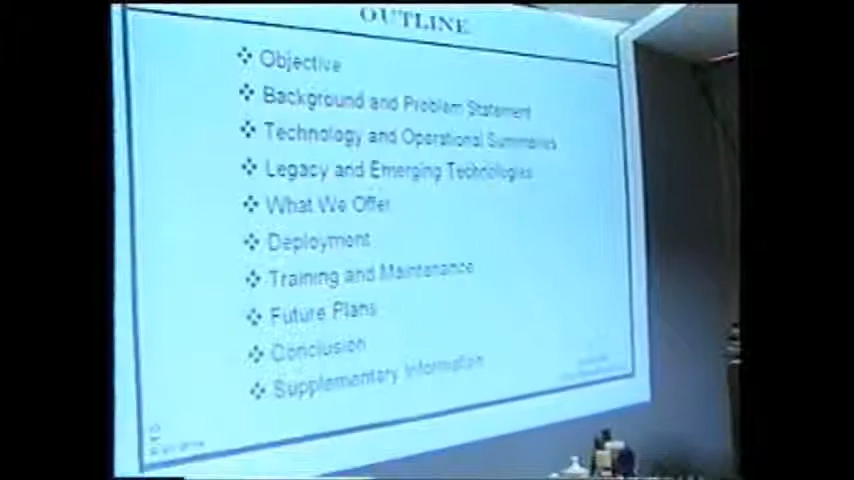 OUTLINE
Objective
Background and Problem Statement
Technology and Operational Summaries
Legacy and Emerging Technologies
What We Offer
Deployment
Training and Maintenance
Future Plans
Conclusion
Supplementary Information